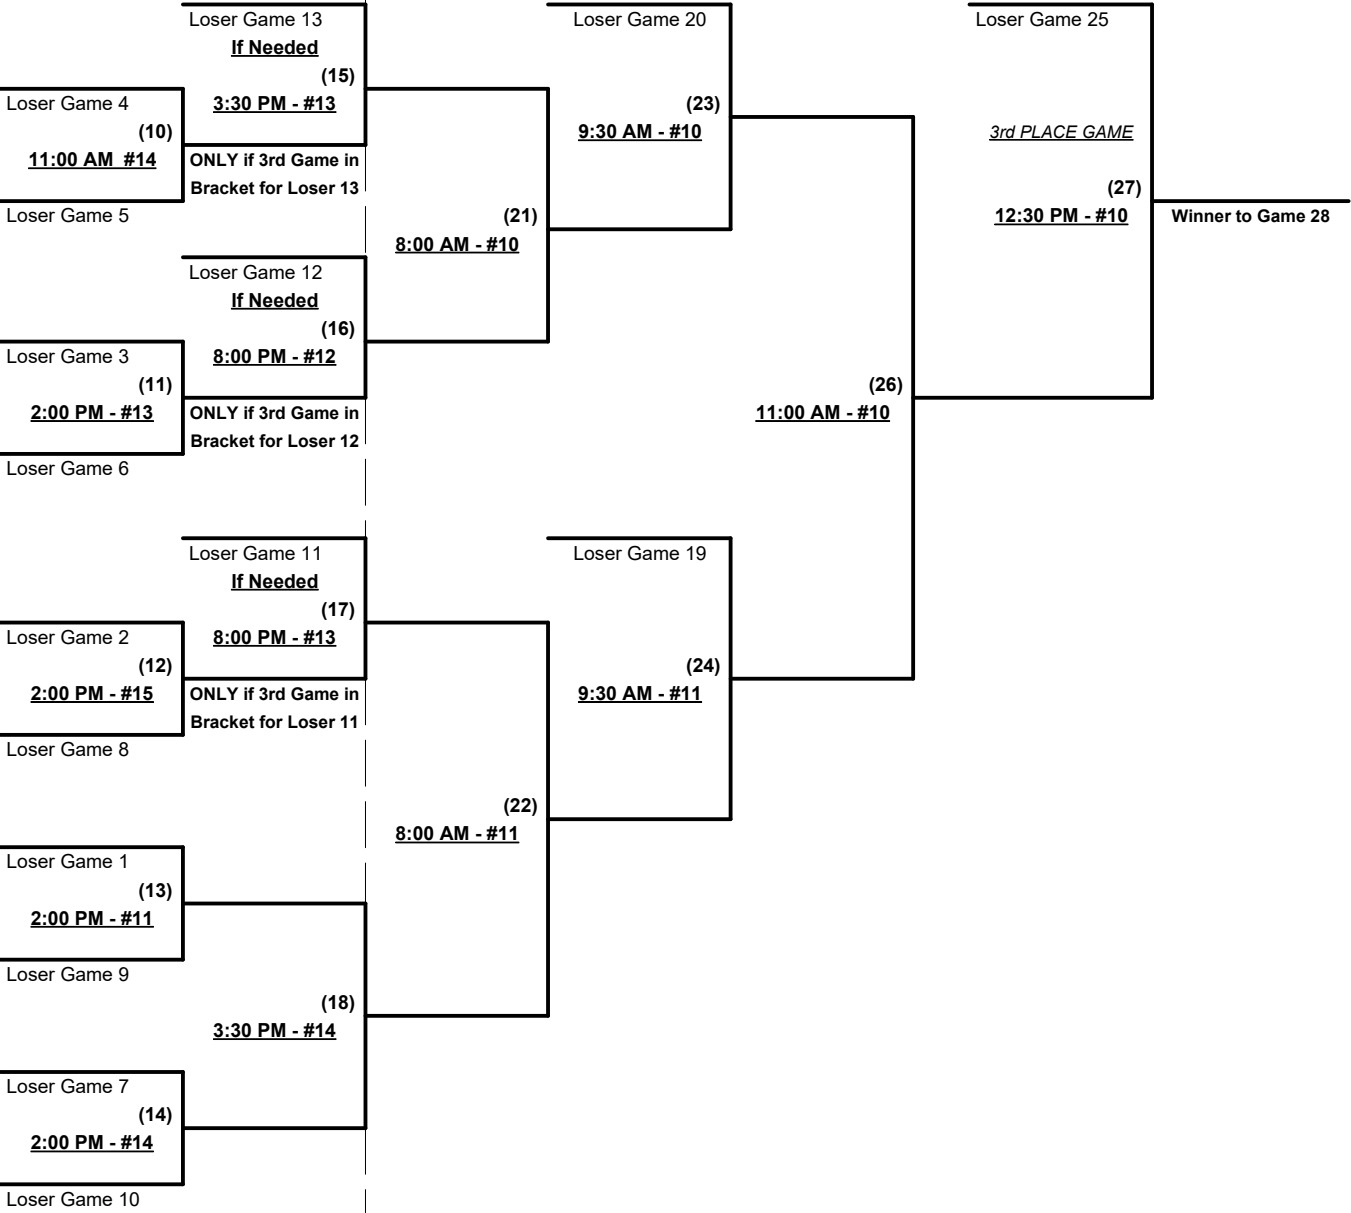 Loser Game 13
If Needed
(15)
3:30 PM - #13
Loser Game 4
(10)
11:00 AM  #14
ONLY if 3rd Game in
Bracket for Loser 13
Loser Game 5
Loser Game 12
If Needed
(16)
8:00 PM - #12
Loser Game 3
(11)
2:00 PM - #13
ONLY if 3rd Game in
Bracket for Loser 12
Loser Game 6
Loser Game 11
If Needed
(17)
8:00 PM - #13
Loser Game 2
(12)
2:00 PM - #15
ONLY if 3rd Game in
Bracket for Loser 11
Loser Game 8
Loser Game 1
(13)
2:00 PM - #11
Loser Game 9
(18)
3:30 PM - #14
Loser Game 7
(14)
2:00 PM - #14
Loser Game 10
(21)
8:00 AM - #10
(22)
8:00 AM - #11
Loser Game 20
(23)
9:30 AM - #10
Loser Game 19
(24)
9:30 AM - #11
(26)
11:00 AM - #10
Loser Game 25
3rd PLACE GAME
(27)
12:30 PM - #10
Winner to Game 28